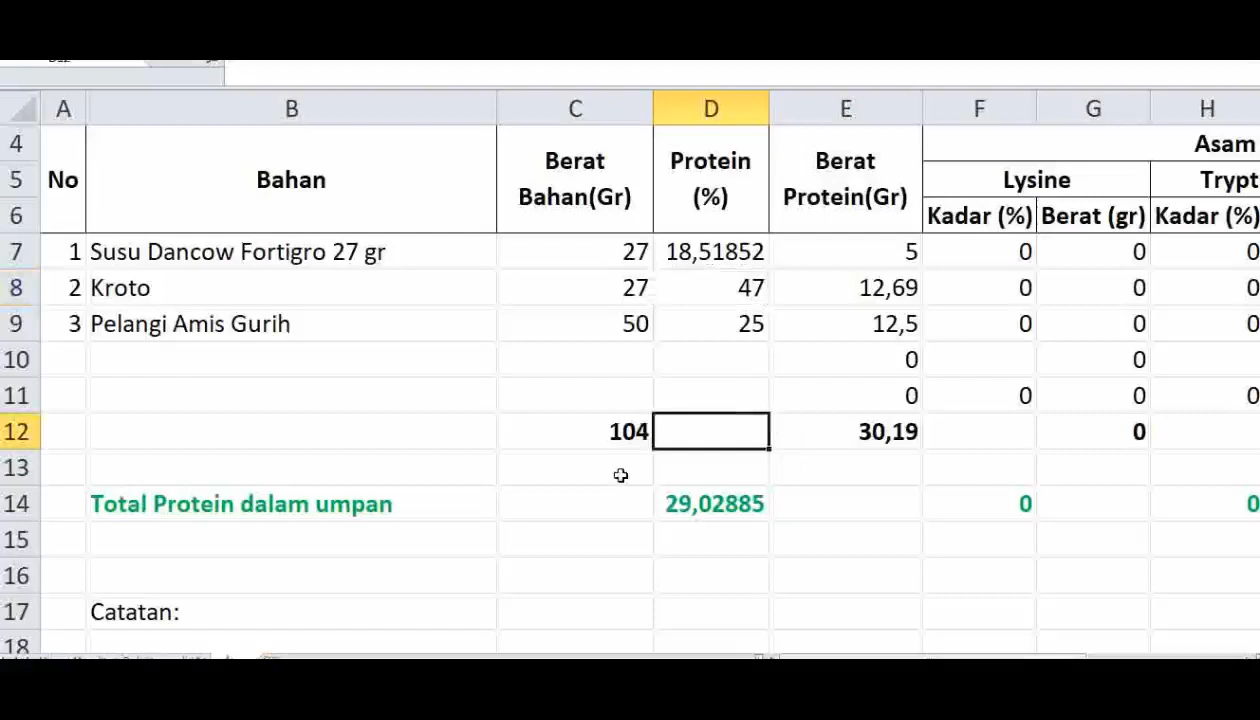 A B C D E F G H
4 Asam
5 No Bahan Berat Bahan(Gr) Protein (%) Berat Protein(Gr) Lysine Trypt
6 Kadar (%) Berat (gr) Kadar (%)
7 1 Susu Dancow Fortigro 27 gr 27 18,51852 5 0 0 0
8 2 Kroto 27 47 12,69 0 0 0
9 3 Pelangi Amis Gurih 50 25 12,5 0 0 0
10 0 0
11 0 0 0 0
12 104 30,19 0
13
14 Total Protein dalam umpan 29,02885 0 0
15
16
17 Catatan:
18